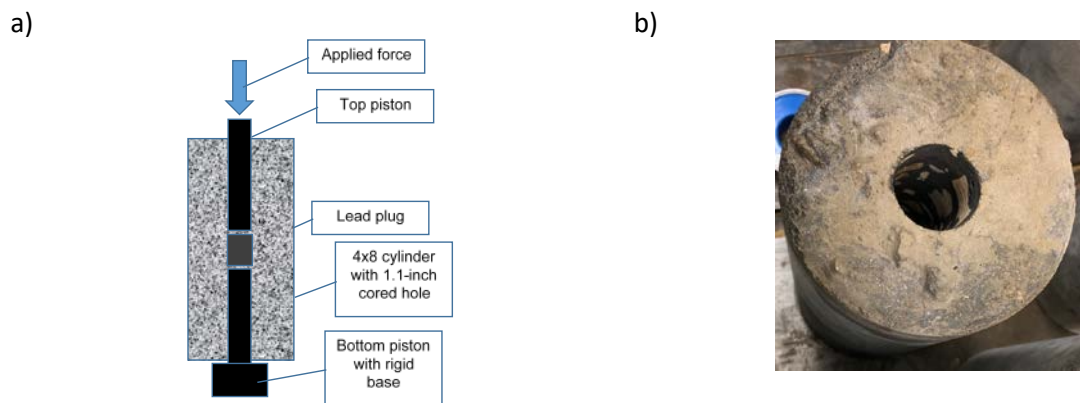 a)
b)
Applied force
Top piston
Lead plug
4x8 cylinder
with 1.1-inch
cored hole
Bottom piston
with rigid
base